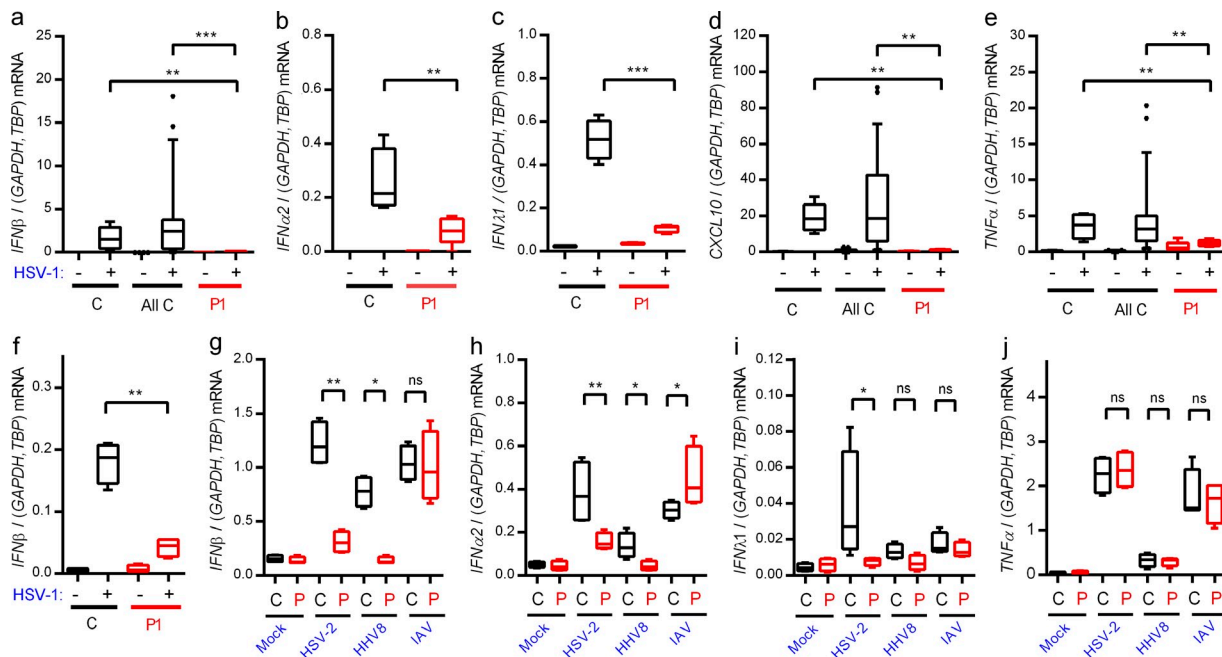 a
IFNβ / (GAPDH,TBP) mRNA
25
20
15
10
5
0
***
**
HSV-1: - + - + - +
C All C P1
b
IFNα2 / (GAPDH,TBP) mRNA
0.8
0.6
0.4
0.2
0.0
**
- + - +
C P1
c
IFNλ1 / (GAPDH,TBP) mRNA
1.0
0.8
0.6
0.4
0.2
0.0
***
- + - +
C P1
d
CXCL10 / (GAPDH,TBP) mRNA
120
100
80
60
40
20
0
**
**
- + - + - +
C All C P1
e
TNFα / (GAPDH,TBP) mRNA
30
25
20
15
10
5
0
**
**
- + - + - +
C All C P1
f
IFNβ / (GAPDH,TBP) mRNA
0.3
0.2
0.1
0.0
**
HSV-1: - + - +
C P1
g
IFNβ / (GAPDH,TBP) mRNA
2.0
1.5
1.0
0.5
0.0
** * ns
C P C P C P C P
Mock HSV-2 HHV8 IAV
h
IFNα2 / (GAPDH,TBP) mRNA
1.0
0.8
0.6
0.4
0.2
0.0
** * *
C P C P C P C P
Mock HSV-2 HHV8 IAV
i
IFNλ1 / (GAPDH,TBP) mRNA
0.12
0.10
0.08
0.06
0.04
0.02
0.00
* ns ns
C P C P C P C P
Mock HSV-2 HHV8 IAV
j
TNFα / (GAPDH,TBP) mRNA
4
3
2
1
0
ns ns ns
C P C P C P C P
Mock HSV-2 HHV8 IAV